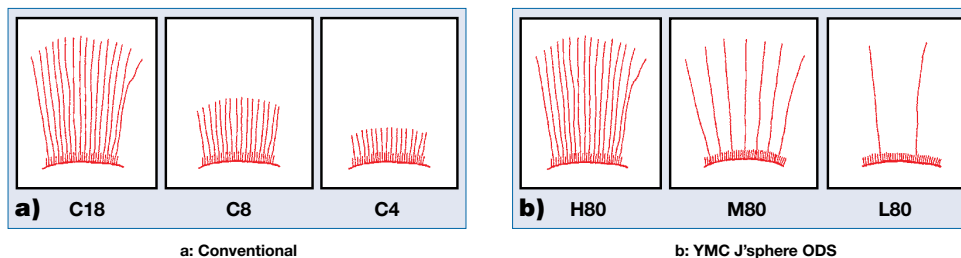 a) C18 C8 C4
b) H80 M80 L80
a: Conventional
b: YMC J'sphere ODS